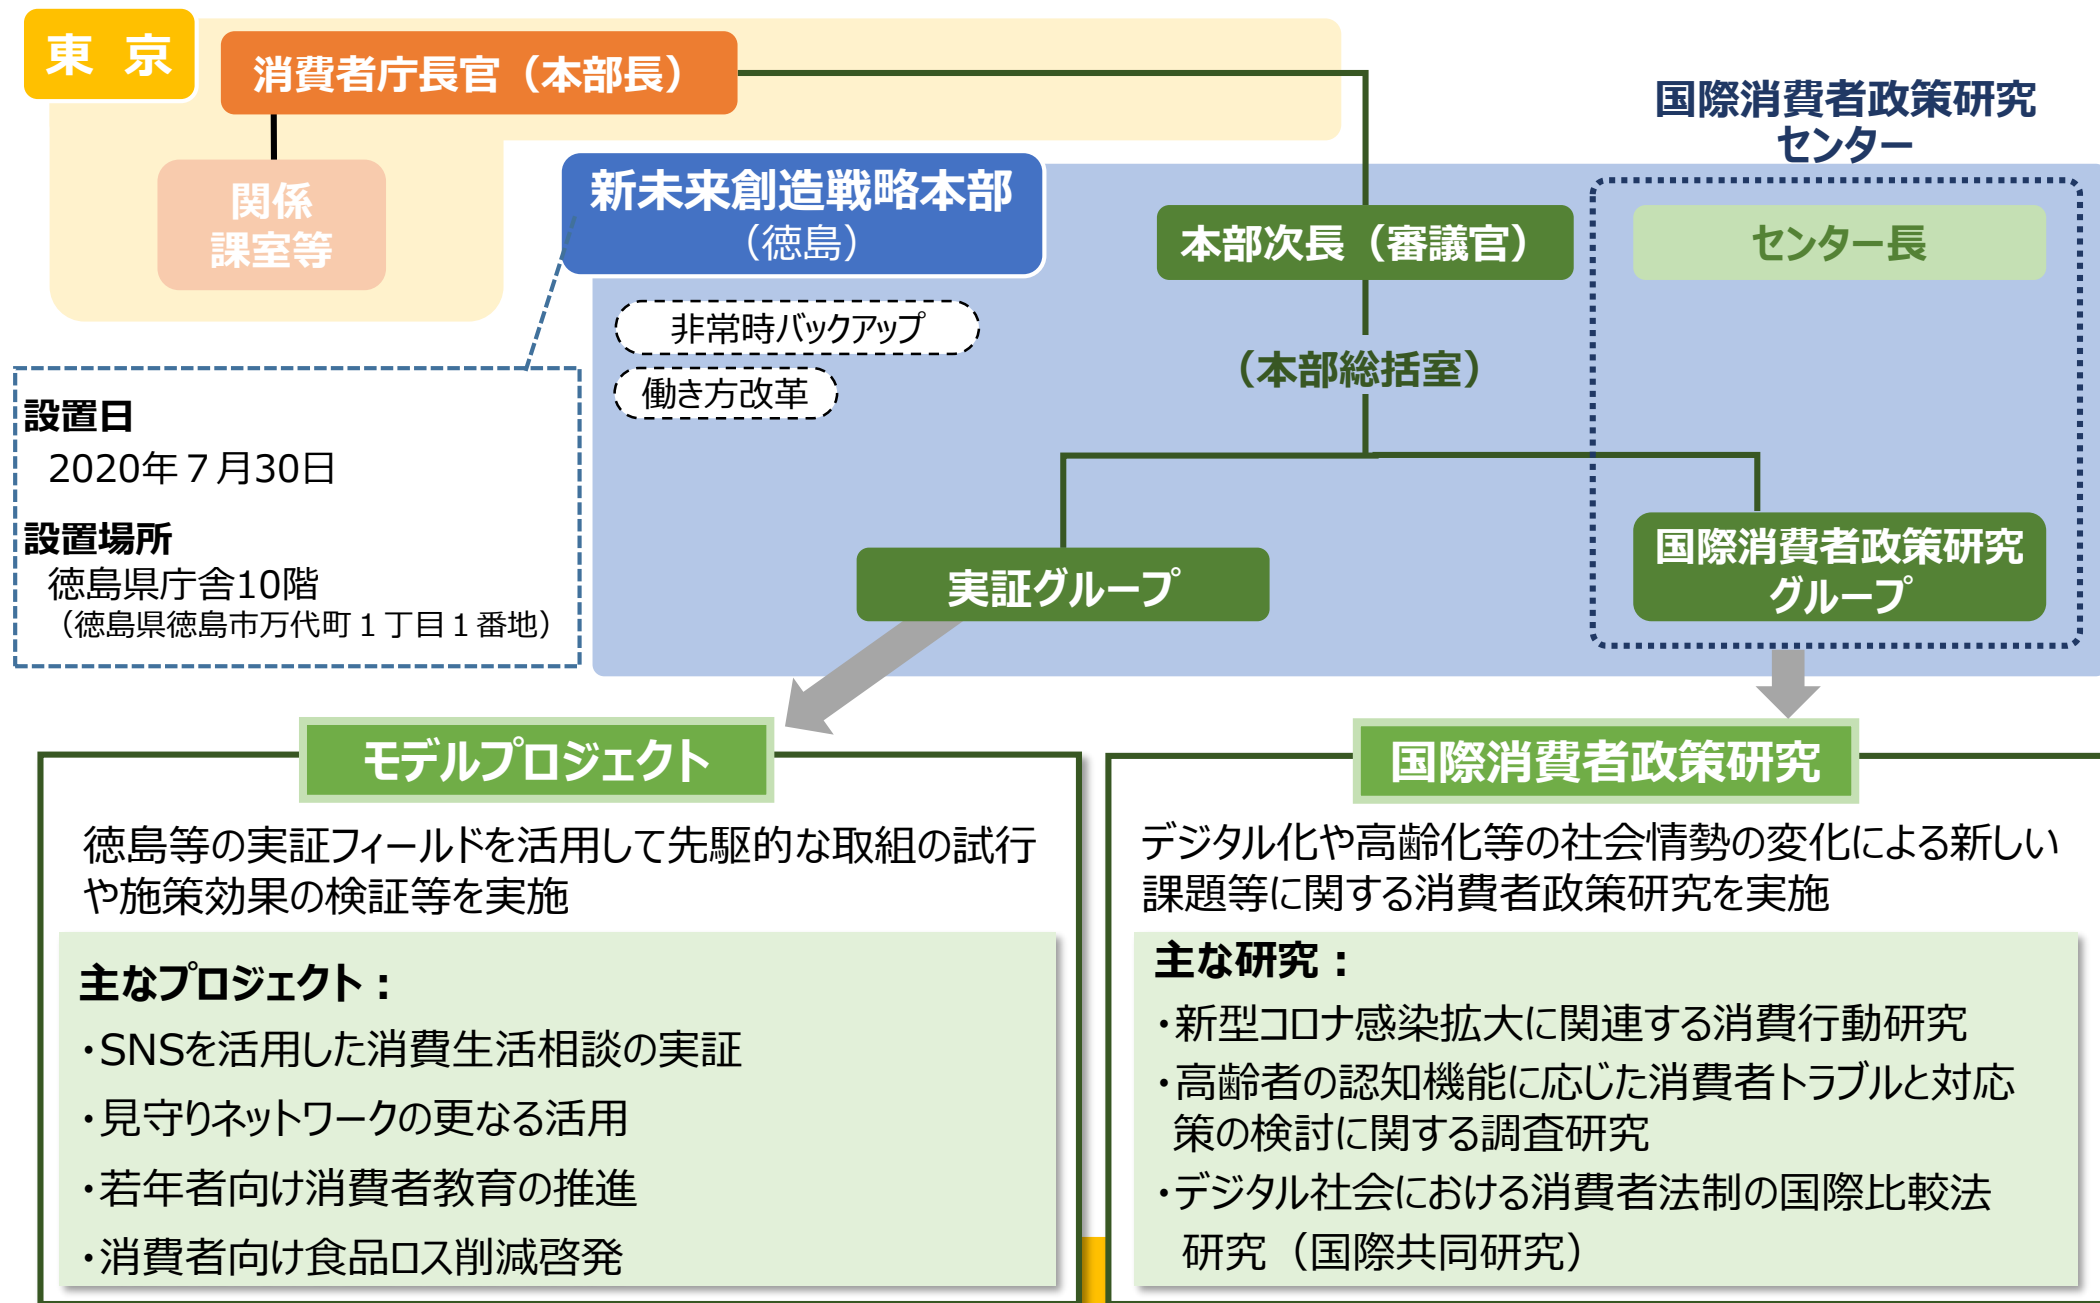 東 京
消費者庁長官（本部長）
関係
課室等
新未来創造戦略本部
（徳島）
非常時バックアップ
働き方改革
本部次長（審議官）
（本部総括室）
国際消費者政策研究
センター
センター長
設置日
2020年７月30日
設置場所
徳島県庁舎10階
（徳島県徳島市万代町１丁目１番地）
実証グループ
国際消費者政策研究
グループ
モデルプロジェクト
徳島等の実証フィールドを活用して先駆的な取組の試行
や施策効果の検証等を実施
主なプロジェクト：
・SNSを活用した消費生活相談の実証
・見守りネットワークの更なる活用
・若年者向け消費者教育の推進
・消費者向け食品ロス削減啓発
国際消費者政策研究
デジタル化や高齢化等の社会情勢の変化による新しい
課題等に関する消費者政策研究を実施
主な研究：
・新型コロナ感染拡大に関連する消費行動研究
・高齢者の認知機能に応じた消費者トラブルと対応
策の検討に関する調査研究
・デジタル社会における消費者法制の国際比較法
研究（国際共同研究）